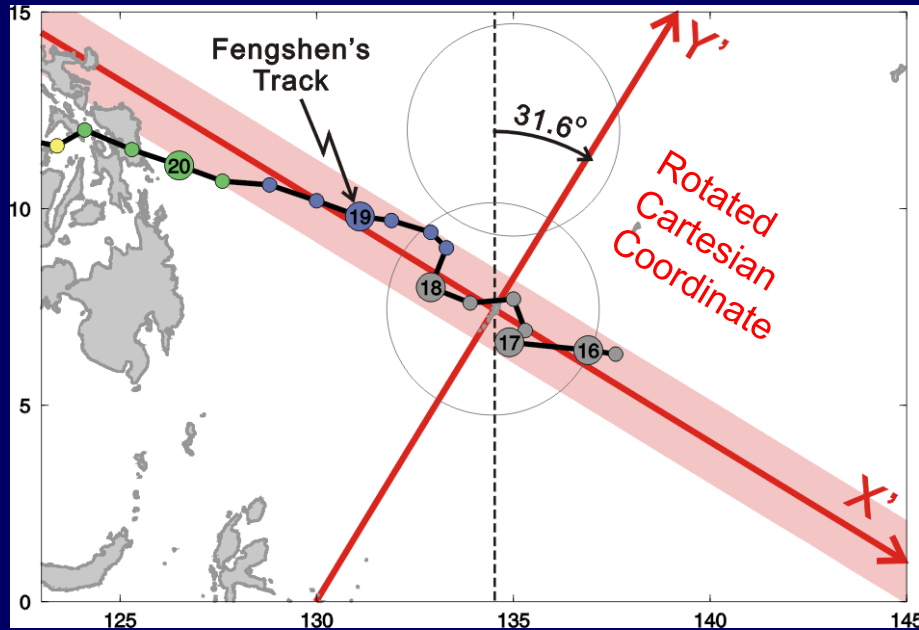 15
Fengshen's
Track
Y'
31.6°
Rotated
Cartesian
Coordinate
20
10
19
18
17
16
5
X'
0
125
130
135
140
145